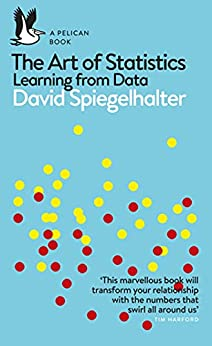 A PELICAN
BOOK
The Art of Statistics
Learning from Data
David Spiegelhalter
‘This marvellous book will
transform your relationship
with the numbers that
swirl all around us’
TIM HARFORD